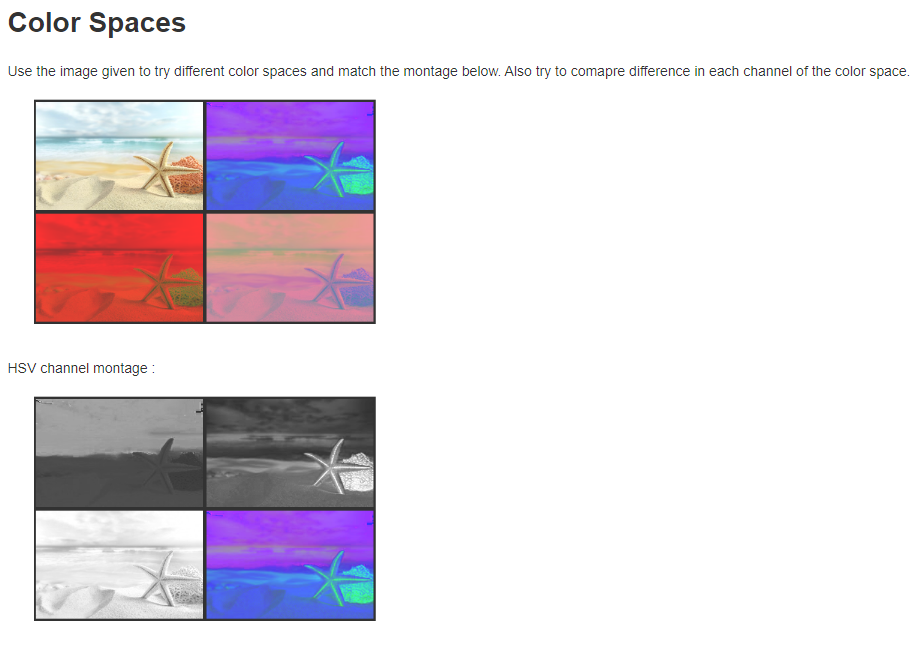 Color Spaces
Use the image given to try different color spaces and match the montage below. Also try to comapre difference in each channel of the color space.
HSV channel montage :